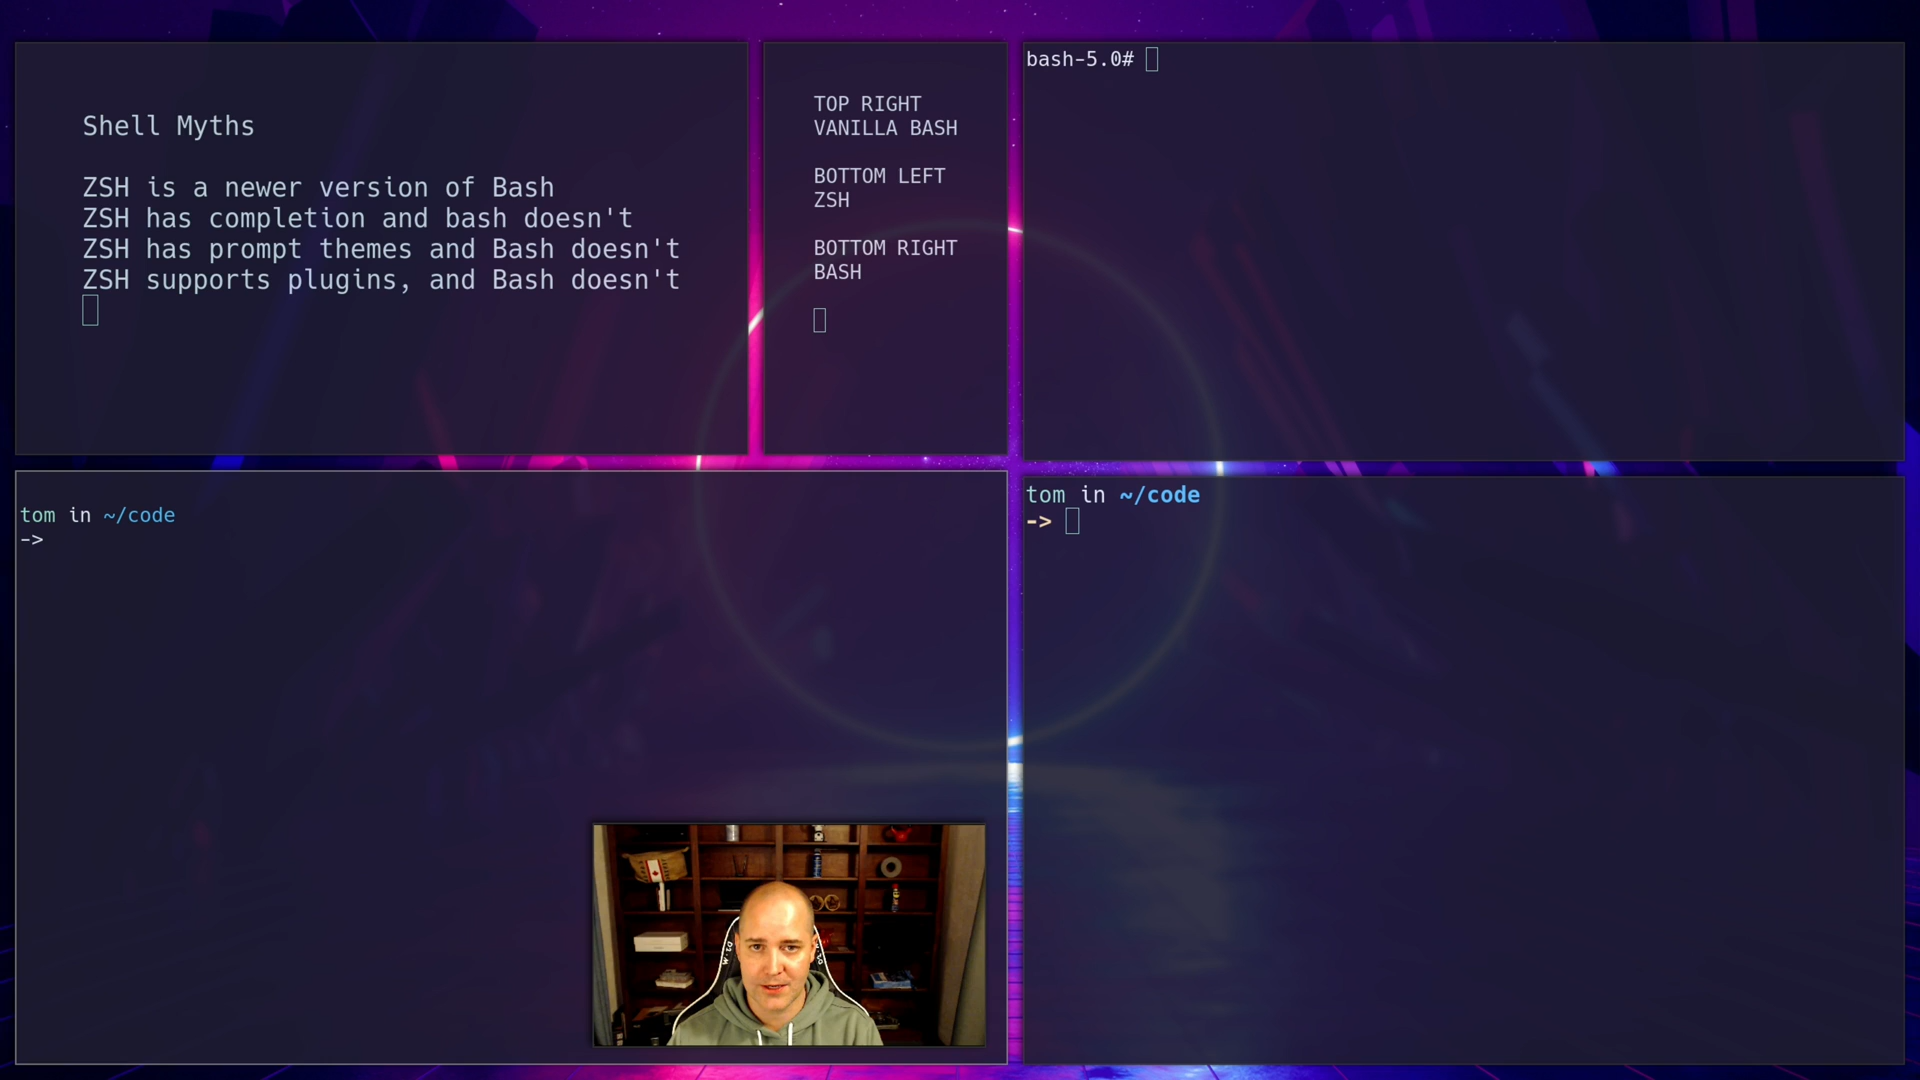 Shell Myths
ZSH is a newer version of Bash
ZSH has completion and bash doesn't
ZSH has prompt themes and Bash doesn't
ZSH supports plugins, and Bash doesn't
TOP RIGHT
VANILLA BASH
BOTTOM LEFT
ZSH
BOTTOM RIGHT
BASH
bash-5.0#
tom in ~/code
->
tom in ~/code
->